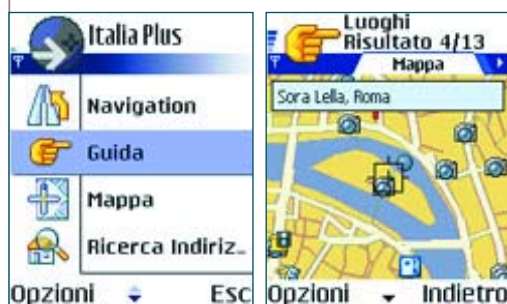 Italia Plus
Navigation
Guida
Mappa
Ricerca Indiriz..
Opzioni
Esc
Luoghi
Risultato 4/13
Mappa
Sora Lella, Roma
Opzioni
Indietro